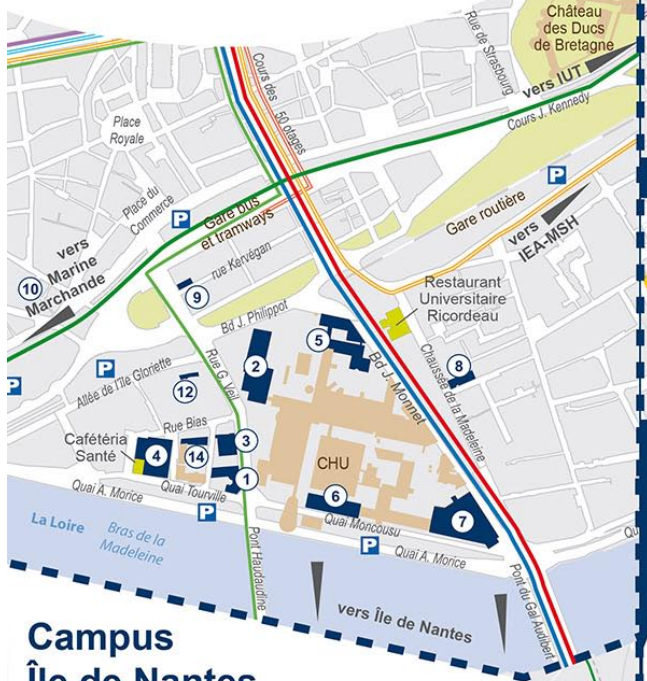 Château
des Ducs
de Bretagne
Rue de Strasbourg
vers IUT
Cours J. Kennedy
Cours des
50 otages
Place
Royale
Place du
Commerce
P
P
Gare bus
et tramways
Gare routière
vers
IEA-MSH
vers
Marine
Marchande
10
rue Kervégan
9
Restaurant
Universitaire
Ricordeau
Bd J. Philippot
5
2
8
P
P
Allée de l'île Gloriette
12
Rue G. Veil
Bd J. Monnet
Chaussée de la Madeleine
Rue Bias
Cafétéria
Santé
4
14
3
1
CHU
6
7
Quai A. Morice
Quai Tourville
P
Quai Moncousu
P
Quai A. Morice
Qu
La Loire
Bras de la
Madeleine
Pont Haudaudine
Pont du Gal Audibert
vers Île de Nantes
Campus
Île de Nantes